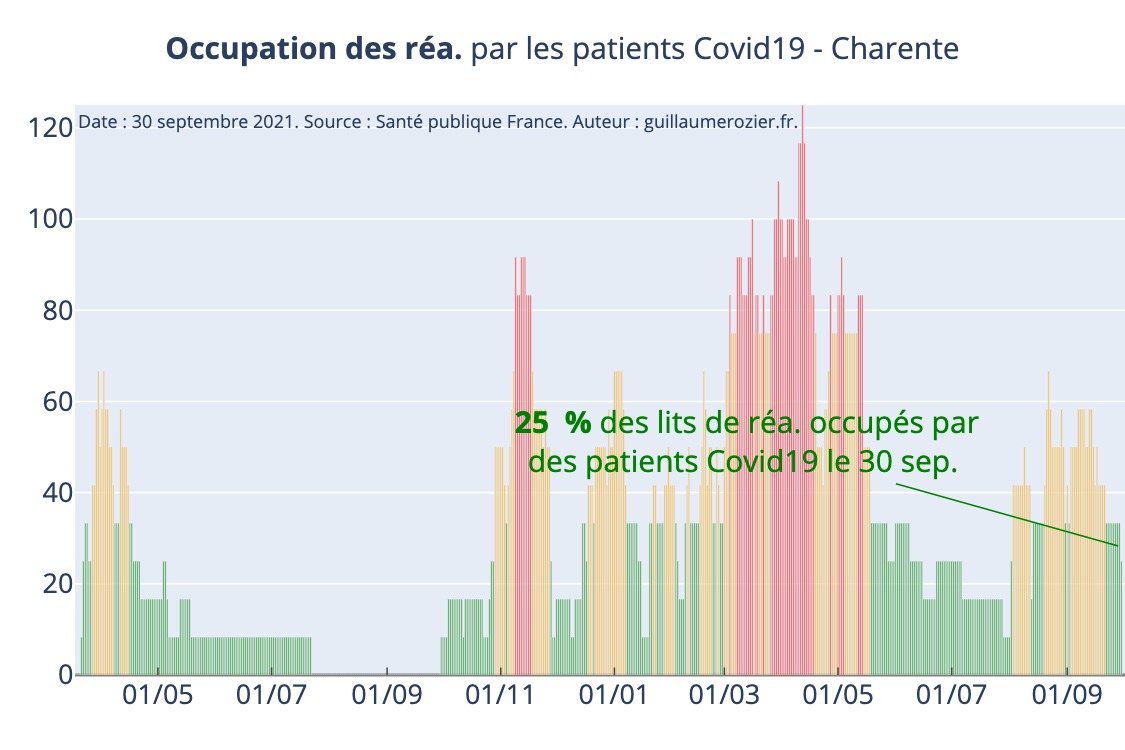 Occupation des réa. par les patients Covid19 - Charente
Date : 30 septembre 2021. Source : Santé publique France. Auteur : guillaumerozier.fr.
120
100
80
60
40
20
0
25 % des lits de réa. occupés par
des patients Covid19 le 30 sep.
01/05 01/07 01/09 01/11 01/01 01/03 01/05 01/07 01/09